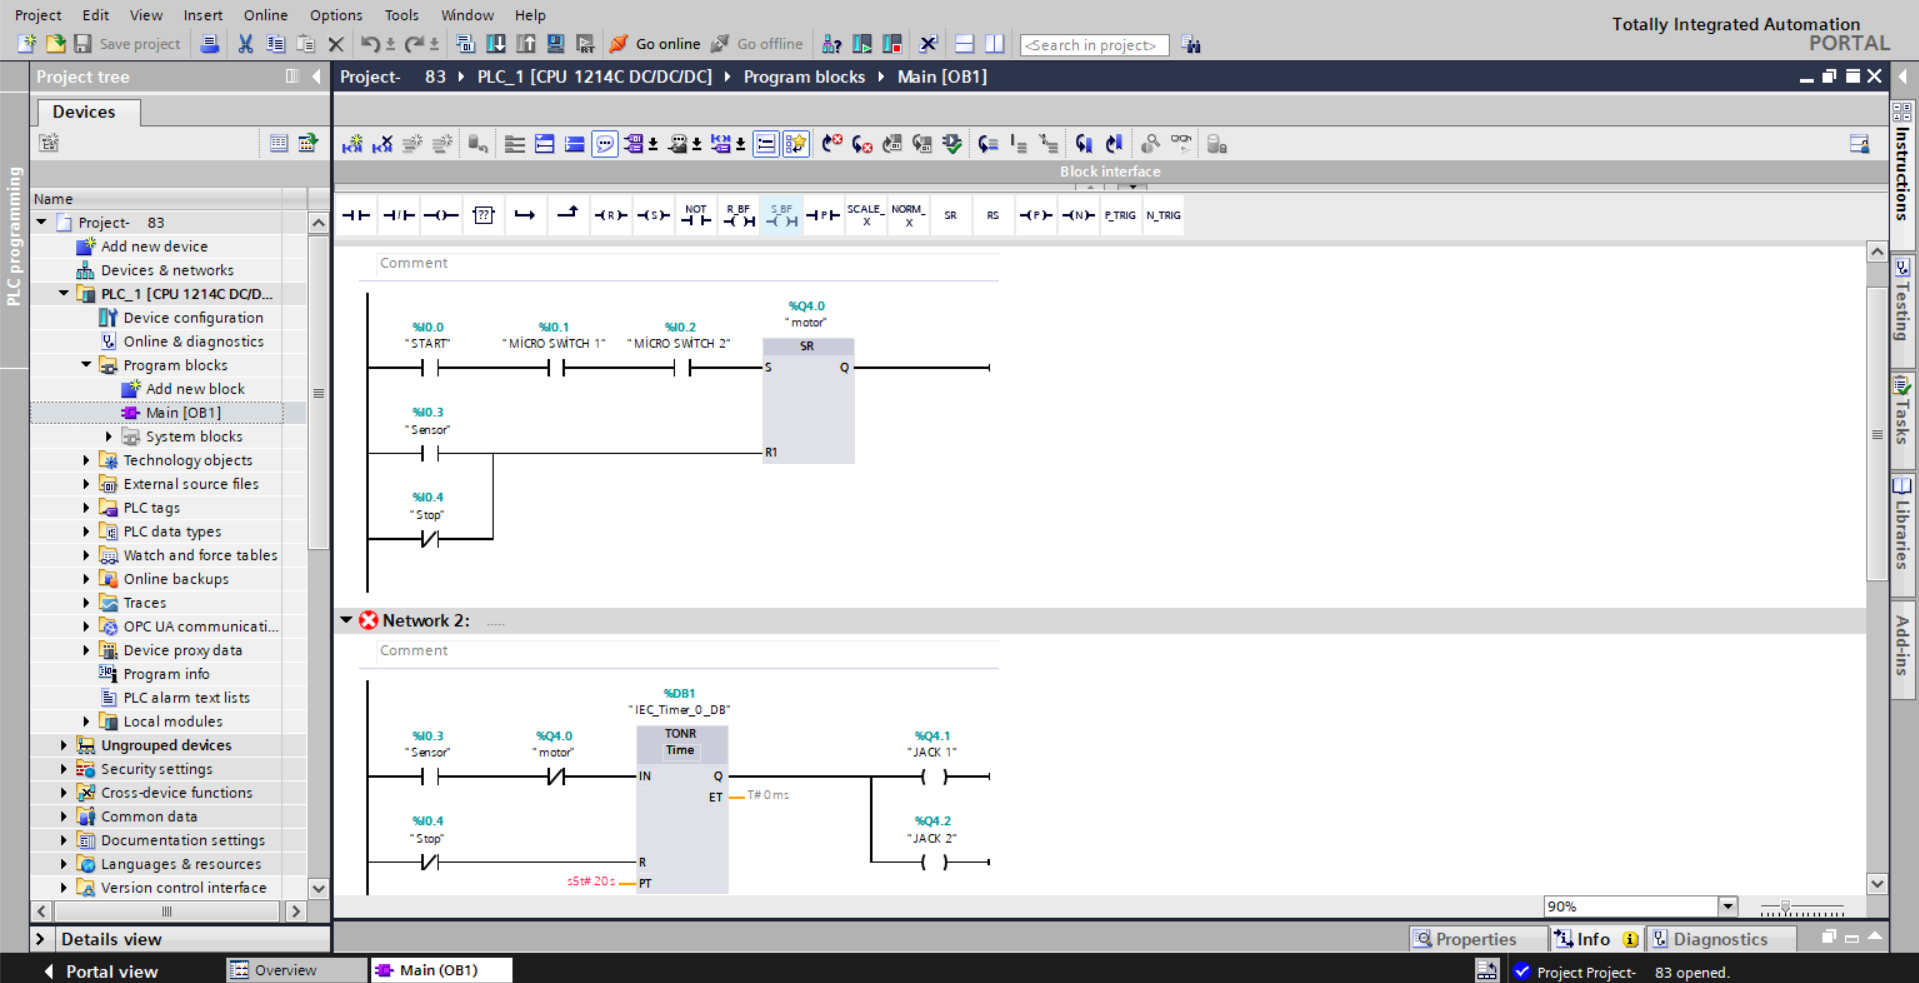 Project Edit View Insert Online Options Tools Window Help
Totally Integrated Automation
PORTAL
Save project Go online Go offline <Search in project>
Project tree
Project- 83 PLC_1 [CPU 1214C DC/DC/DC] Program blocks Main [OB1]
Devices
Block interface
Name
Project- 83
Add new device
Devices & networks
PLC_1 [CPU 1214C DC/D...
Device configuration
Online & diagnostics
Program blocks
Add new block
Main [OB1]
System blocks
Technology objects
External source files
PLC tags
PLC data types
Watch and force tables
Online backups
Traces
OPC UA communicati...
Device proxy data
Program info
PLC alarm text lists
Local modules
Ungrouped devices
Security settings
Cross-device functions
Common data
Documentation settings
Languages & resources
Version control interface
Details view
PLC programming
?? (R) (S) NOT R_BF S_BF P SCALE_X NORM_X SR RS (P) (N) P_TRIG N_TRIG
Comment
%Q4.0
"motor"
%I0.0 %I0.1 %I0.2
"START" "MİCRO SWİTCH 1" "MİCRO SWİTCH 2"
SR
S Q
%I0.3
"Sensor"
R1
%I0.4
"Stop"
Network 2: .....
Comment
%DB1
"IEC_Timer_0_DB"
TONR
Time
%I0.3 %Q4.0 %Q4.1
"Sensor" "motor" "JACK 1"
IN Q
ET T#0ms
%I0.4 %Q4.2
"Stop" "JACK 2"
R
s5t#20s PT
90%
Properties Info Diagnostics
Instructions
Testing
Tasks
Libraries
Add-ins
Portal view Overview Main (OB1) Project Project- 83 opened.